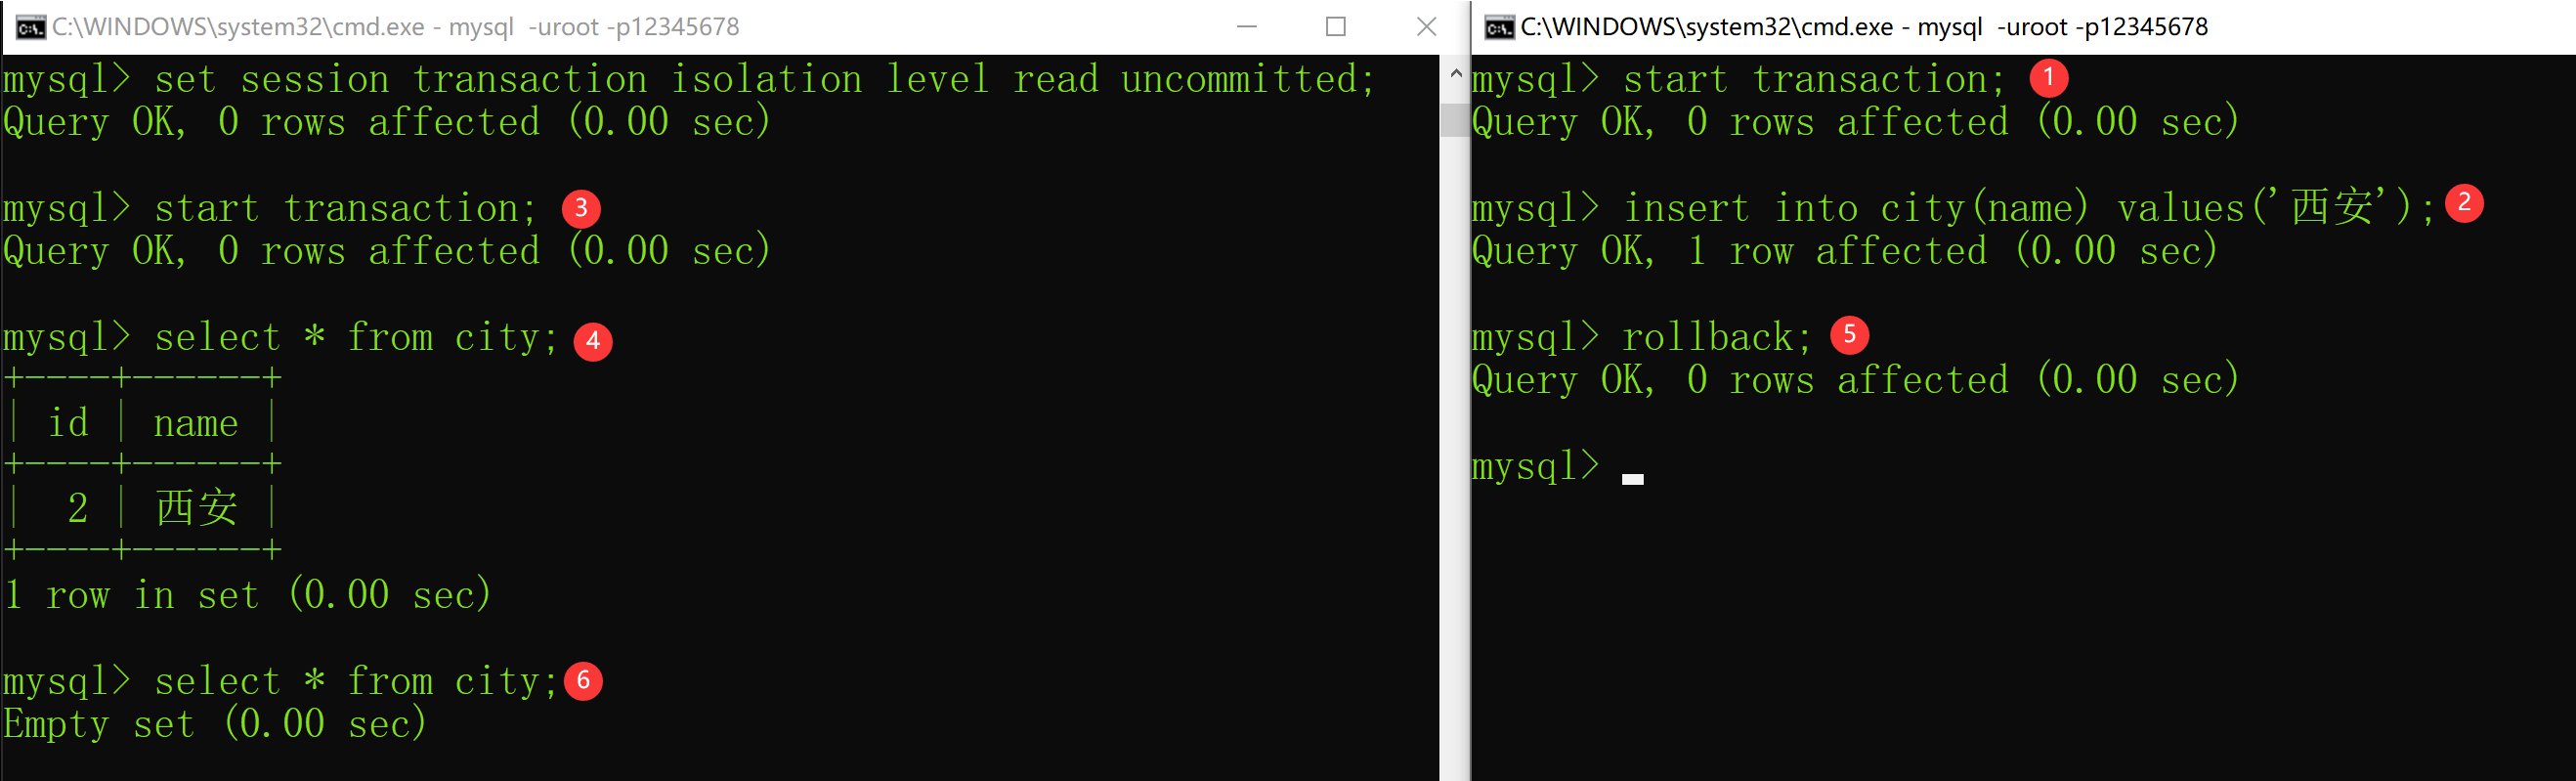 C:\WINDOWS\system32\cmd.exe - mysql  -uroot -p12345678
mysql> set session transaction isolation level read uncommitted;
Query OK, 0 rows affected (0.00 sec)
mysql> start transaction; 3
Query OK, 0 rows affected (0.00 sec)
mysql> select * from city; 4
+----+------+
| id | name |
+----+------+
|  2 | 西安 |
+----+------+
1 row in set (0.00 sec)
mysql> select * from city; 6
Empty set (0.00 sec)
C:\WINDOWS\system32\cmd.exe - mysql  -uroot -p12345678
mysql> start transaction; 1
Query OK, 0 rows affected (0.00 sec)
mysql> insert into city(name) values('西安'); 2
Query OK, 1 row affected (0.00 sec)
mysql> rollback; 5
Query OK, 0 rows affected (0.00 sec)
mysql>